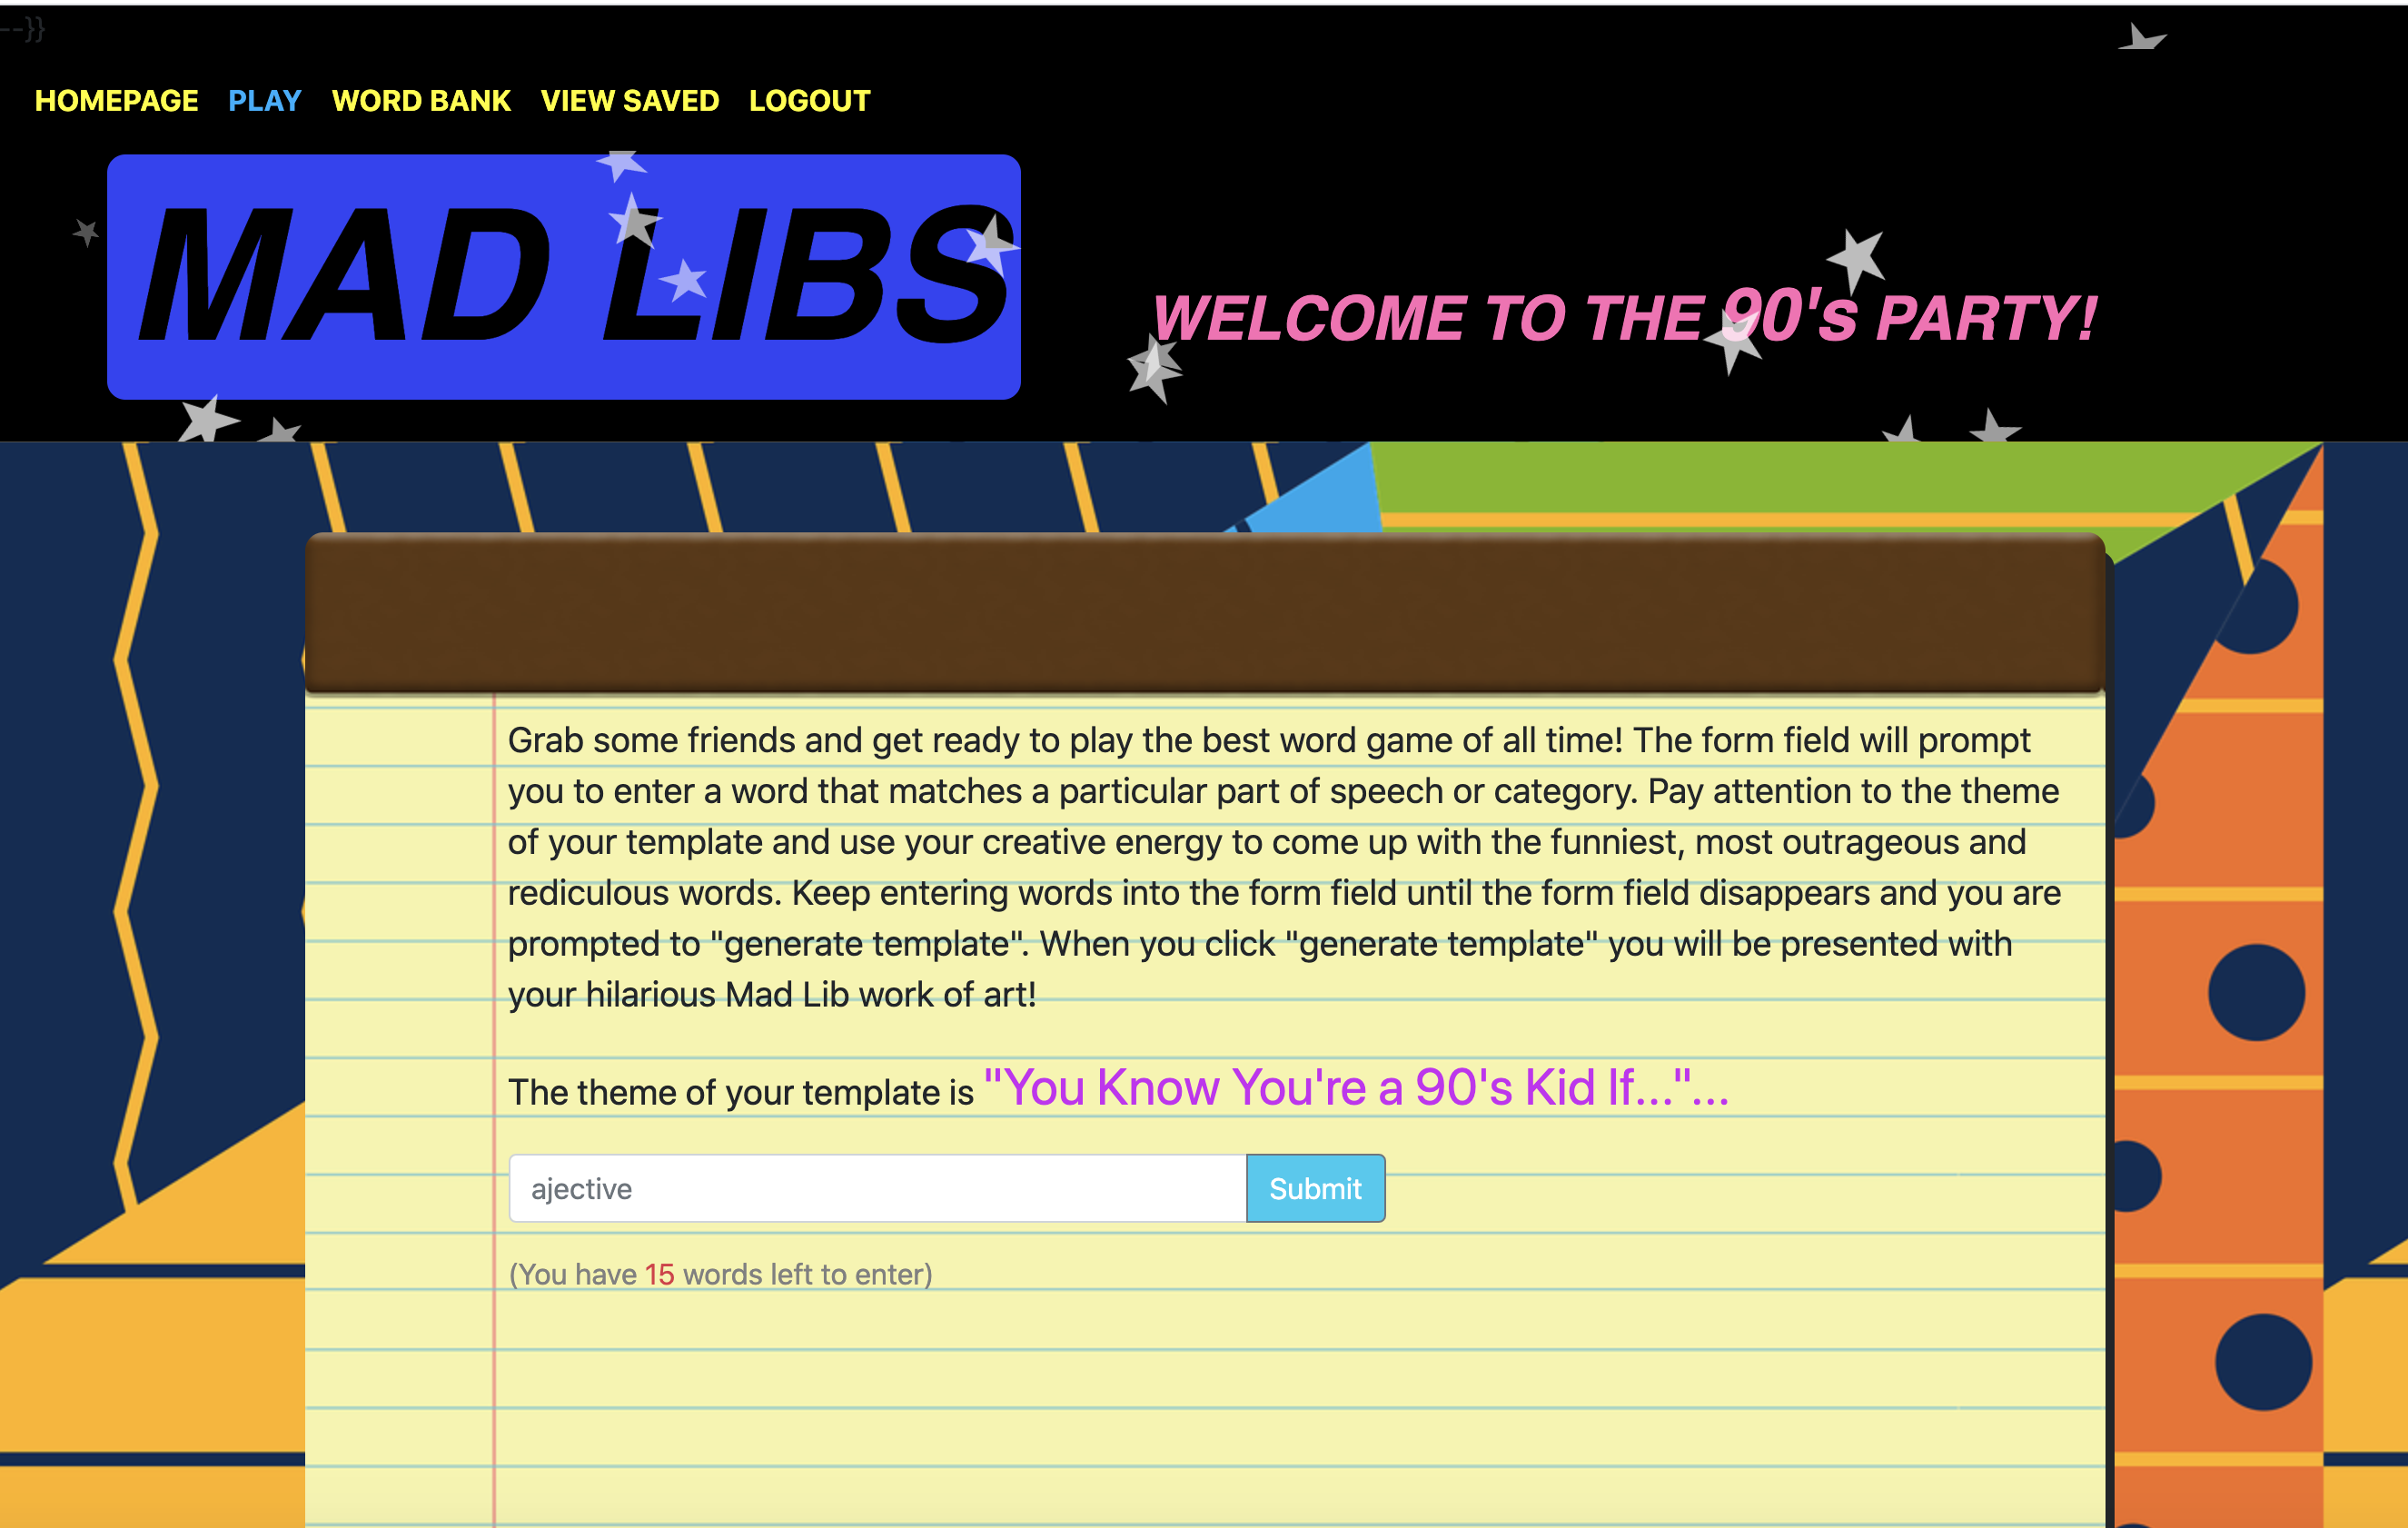 --}}
HOMEPAGE PLAY WORD BANK VIEW SAVED LOGOUT
MAD LIBS
WELCOME TO THE 90's PARTY!
Grab some friends and get ready to play the best word game of all time! The form field will prompt
you to enter a word that matches a particular part of speech or category. Pay attention to the theme
of your template and use your creative energy to come up with the funniest, most outrageous and
rediculous words. Keep entering words into the form field until the form field disappears and you are
prompted to "generate template". When you click "generate template" you will be presented with
your hilarious Mad Lib work of art!
The theme of your template is "You Know You're a 90's Kid If..."...
ajective Submit
(You have 15 words left to enter)